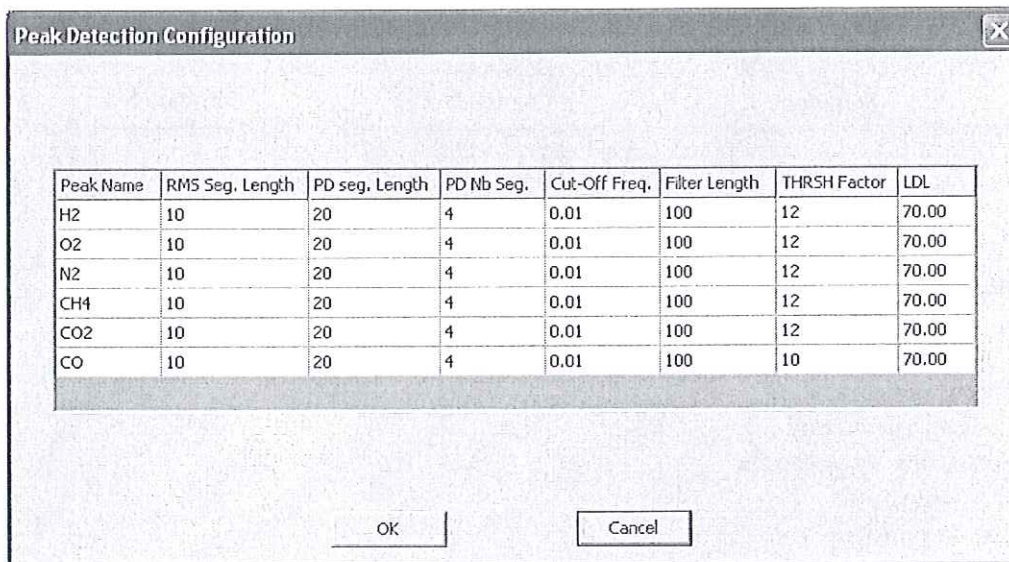 Peak Detection Configuration
Peak Name RMS Seg. Length PD seg. Length PD Nb Seg. Cut-Off Freq. Filter Length THRSH Factor LDL
H2 10 20 4 0.01 100 12 70.00
O2 10 20 4 0.01 100 12 70.00
N2 10 20 4 0.01 100 12 70.00
CH4 10 20 4 0.01 100 12 70.00
CO2 10 20 4 0.01 100 12 70.00
CO 10 20 4 0.01 100 10 70.00
OK Cancel